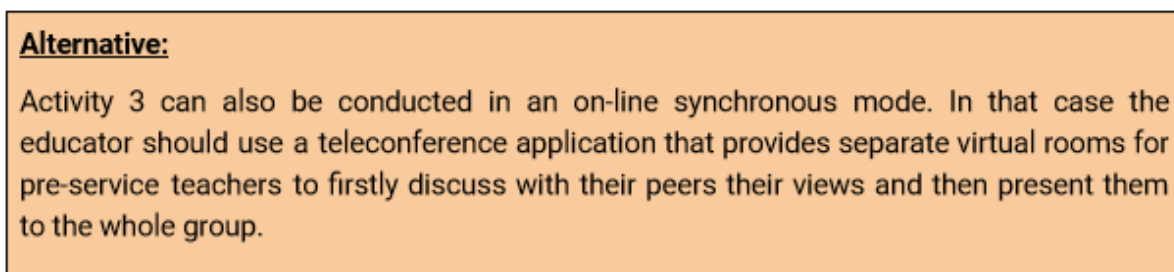 Alternative:
Activity 3 can also be conducted in an on-line synchronous mode. In that case the
educator should use a teleconference application that provides separate virtual rooms for
pre-service teachers to firstly discuss with their peers their views and then present them
to the whole group.